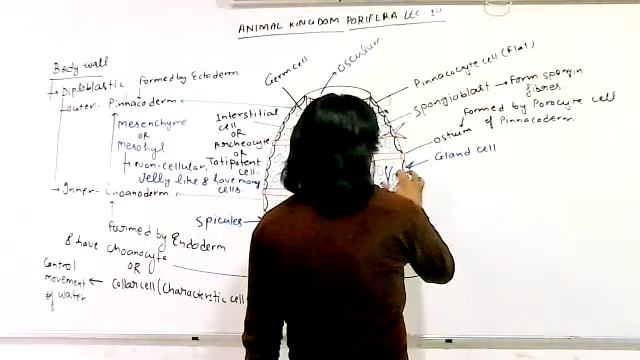 ANIMAL KINGDOM PORIFERA LEC-14
Body wall
Diploblastic
formed by Ectoderm
outer- Pinnacoderm
Mesenchyme
OR
Mesohyl
Non-cellular,
Jelly like & have many
cells
Inner- Choanoderm
formed by Endoderm
& have choanocyte
OR
Collar cell (Characteristic cell
Control
movement
of water
Germ cell
Osculum
Interstitial
cell
OR
Archeocyte
OR
Totipotent
cell
Spicules
Pinnacocyte cell (Flat)
Spongioblast → form spongin
fibres.
Ostium → formed by Porocyte cell
of Pinnacoderm
Gland cell